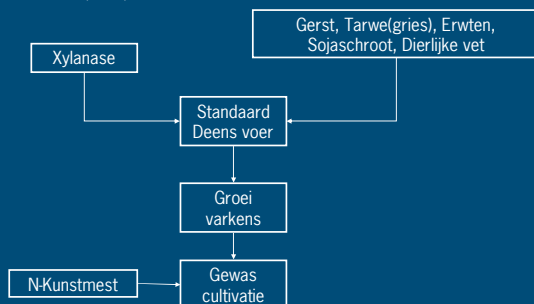 Gerst, Tarwe(gries), Erwten,
Sojaschroot, Dierlijke vet
Xylanase
Standaard
Deens voer
Groei
varkens
N-Kunstmest
Gewas
cultivatie